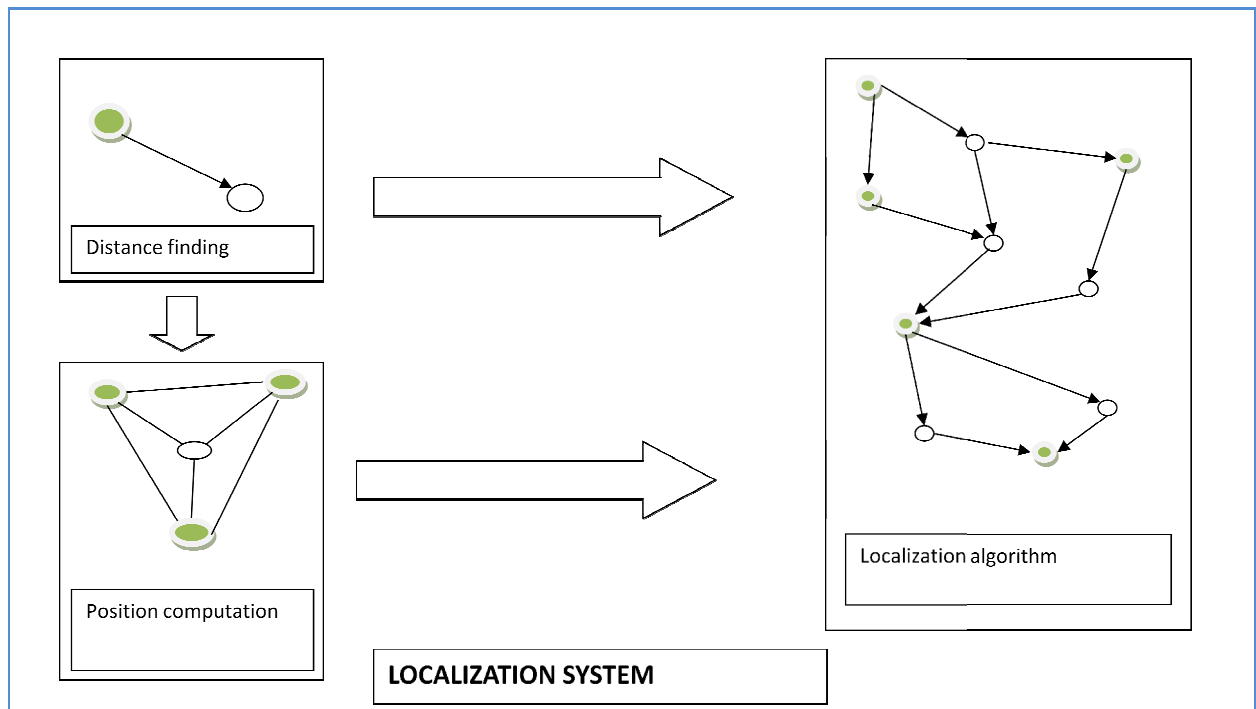 Distance finding
Position computation
Localization algorithm
LOCALIZATION SYSTEM